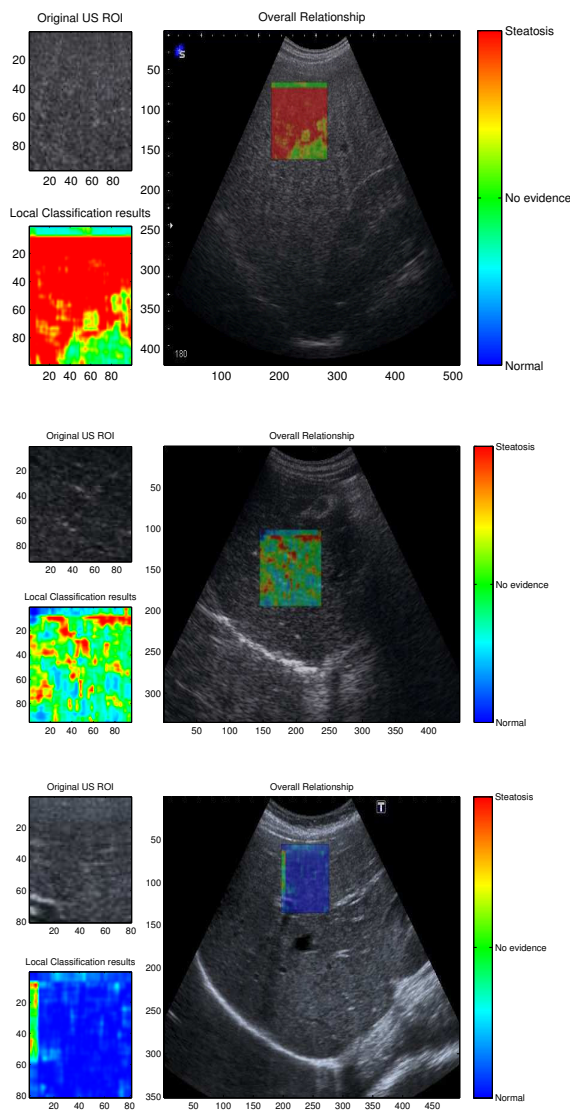 Original US ROI
Overall Relationship
Steatosis
20
40
60
80
20 40 60 80
Local Classification results
20
40
60
80
20 40 60 80
S
50
100
150
200
250
300
350
400
180
100 200 300 400 500
No evidence
Normal
Original US ROI
Overall Relationship
Steatosis
20
40
60
80
20 40 60 80
Local Classification results
20
40
60
80
20 40 60 80
50
100
150
200
250
300
50 100 150 200 250 300 350 400
No evidence
Normal
Original US ROI
Overall Relationship
Steatosis
20
40
60
80
20 40 60 80
Local Classification results
20
40
60
80
20 40 60 80
T
50
100
150
200
250
300
350
50 100 150 200 250 300 350 400 450
No evidence
Normal